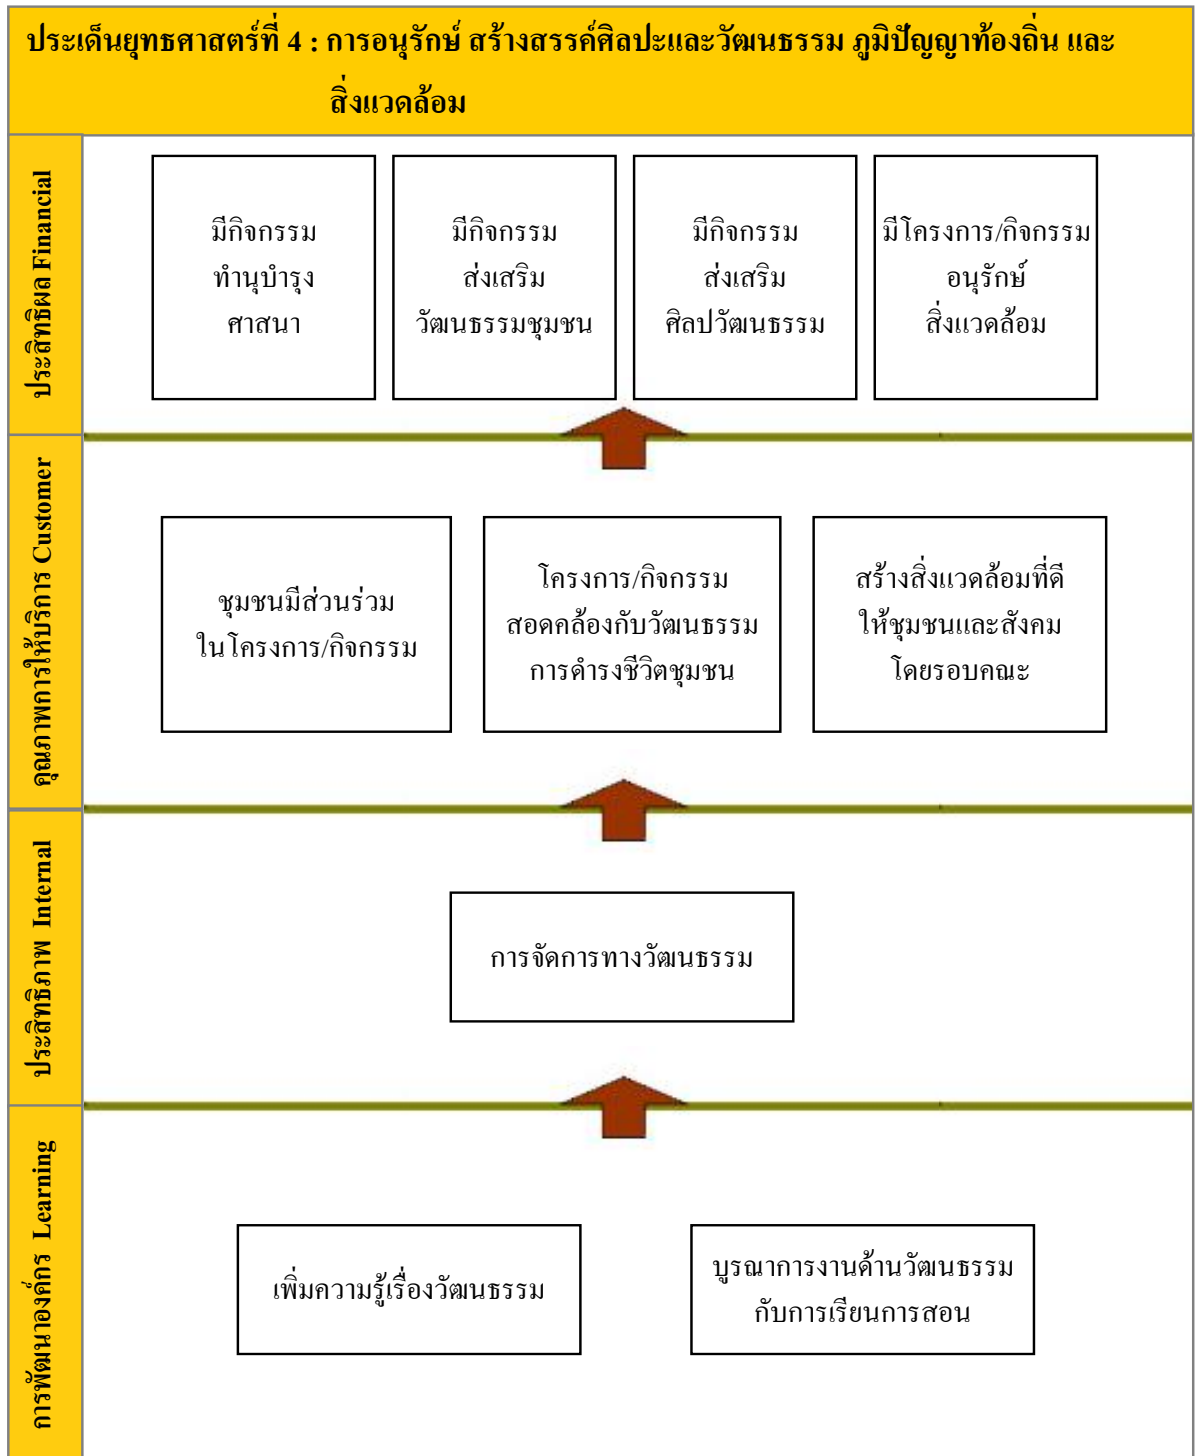 ประเด็นยุทธศาสตร์ที่ 4 : การอนุรักษ์ สร้างสรรค์ศิลปะและวัฒนธรรม ภูมิปัญญาท้องถิ่น และ
สิ่งแวดล้อม
ประสิทธิผล Financial
มีกิจกรรม
ทำนุบำรุง
ศาสนา
มีกิจกรรม
ส่งเสริม
วัฒนธรรมชุมชน
มีกิจกรรม
ส่งเสริม
ศิลปวัฒนธรรม
มีโครงการ/กิจกรรม
อนุรักษ์
สิ่งแวดล้อม
คุณภาพการให้บริการ Customer
ชุมชนมีส่วนร่วม
ในโครงการ/กิจกรรม
โครงการ/กิจกรรม
สอดคล้องกับวัฒนธรรม
การดำรงชีวิตชุมชน
สร้างสิ่งแวดล้อมที่ดี
ให้ชุมชนและสังคม
โดยรอบคณะ
ประสิทธิภาพ Internal
การจัดการทางวัฒนธรรม
การพัฒนาองค์กร Learning
เพิ่มความรู้เรื่องวัฒนธรรม
บูรณาการงานด้านวัฒนธรรม
กับการเรียนการสอน